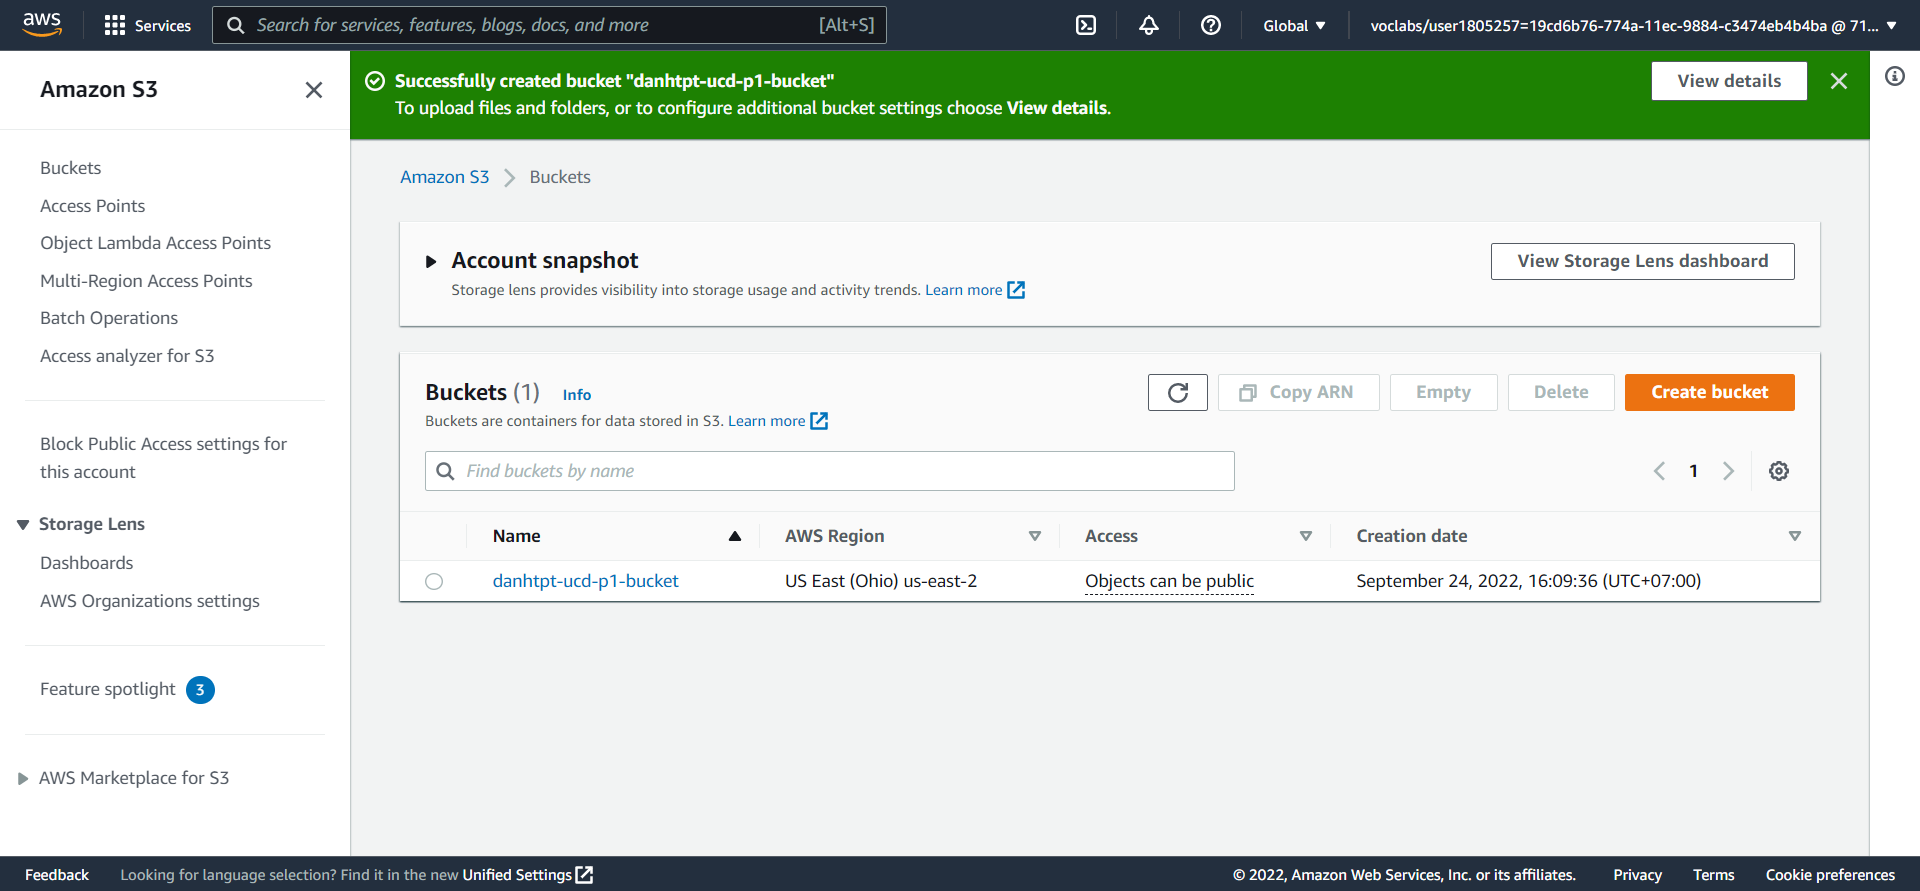 aws
Services
Search for services, features, blogs, docs, and more
[Alt+S]
Global
voclabs/user1805257=19cd6b76-774a-11ec-9884-c3474eb4b4ba @ 71...
Amazon S3
Buckets
Access Points
Object Lambda Access Points
Multi-Region Access Points
Batch Operations
Access analyzer for S3
Block Public Access settings for
this account
Storage Lens
Dashboards
AWS Organizations settings
Feature spotlight 3
AWS Marketplace for S3
Successfully created bucket "danhtpt-ucd-p1-bucket"
To upload files and folders, or to configure additional bucket settings choose View details.
View details
Amazon S3
Buckets
Account snapshot
Storage lens provides visibility into storage usage and activity trends. Learn more
View Storage Lens dashboard
Buckets (1) Info
Buckets are containers for data stored in S3. Learn more
Copy ARN
Empty
Delete
Create bucket
Find buckets by name
1
Name
AWS Region
Access
Creation date
danhtpt-ucd-p1-bucket
US East (Ohio) us-east-2
Objects can be public
September 24, 2022, 16:09:36 (UTC+07:00)
Feedback
Looking for language selection? Find it in the new Unified Settings
© 2022, Amazon Web Services, Inc. or its affiliates.
Privacy
Terms
Cookie preferences